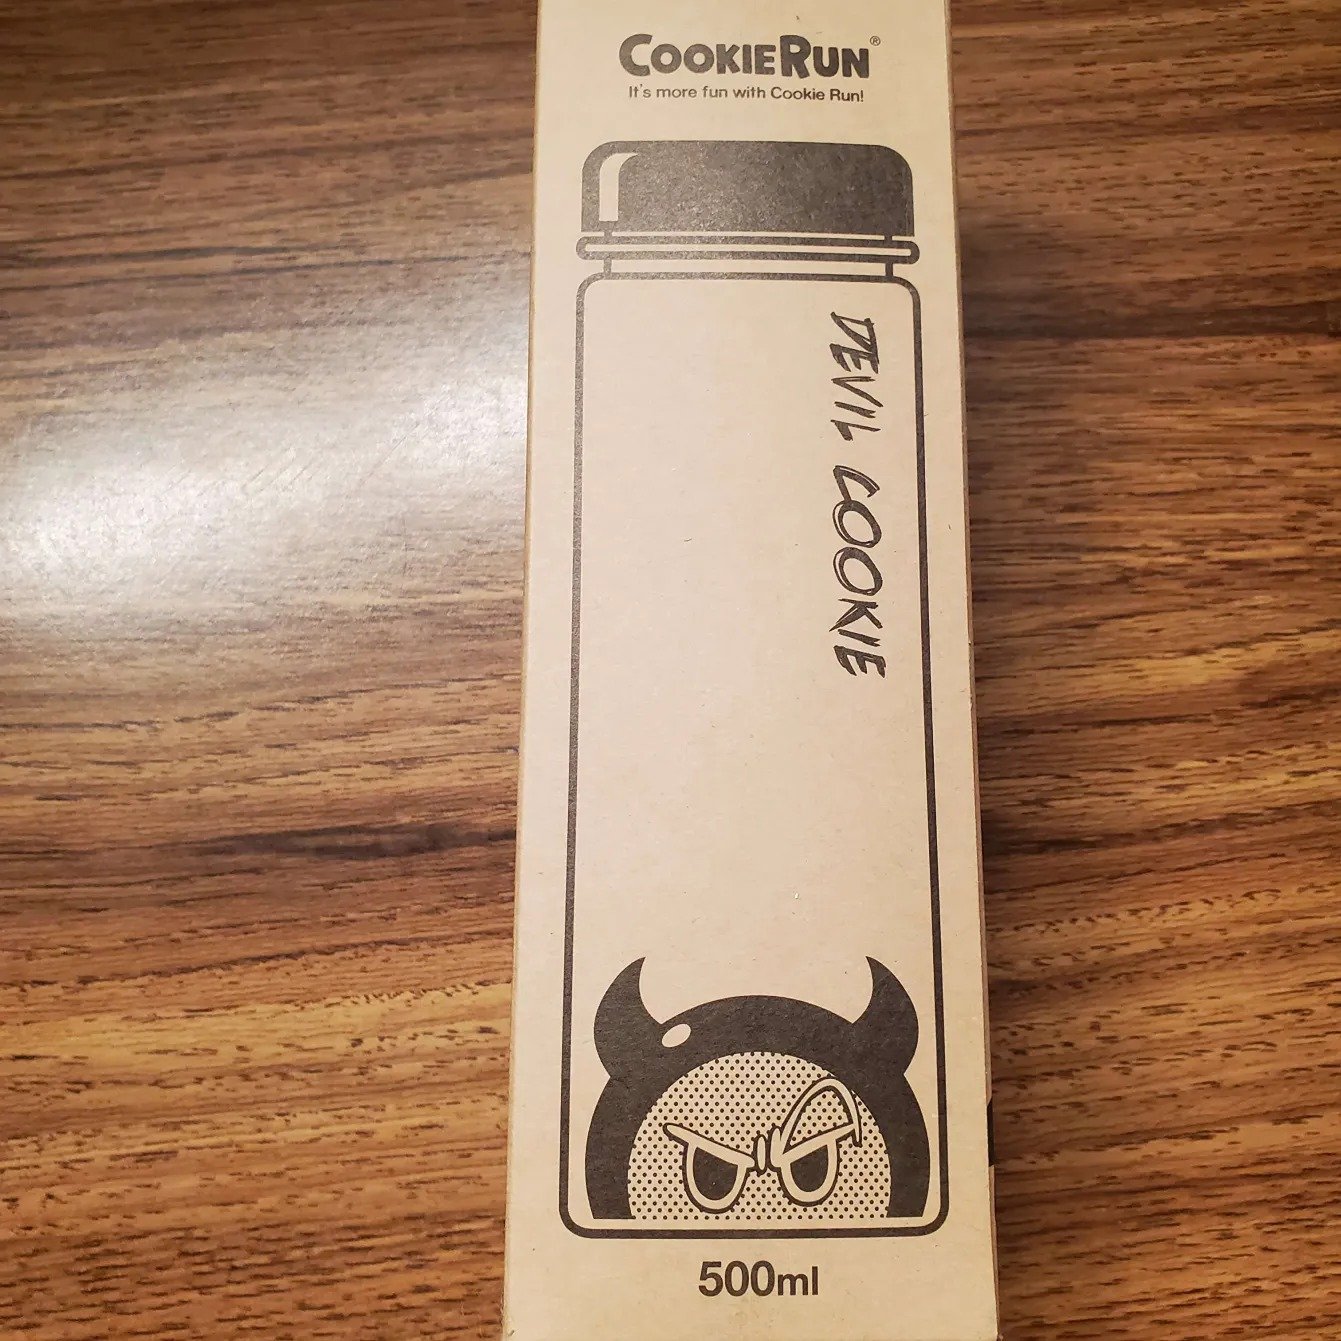 COOKIERUN®
It's more fun with Cookie Run!
DEVIL COOKIE
500ml